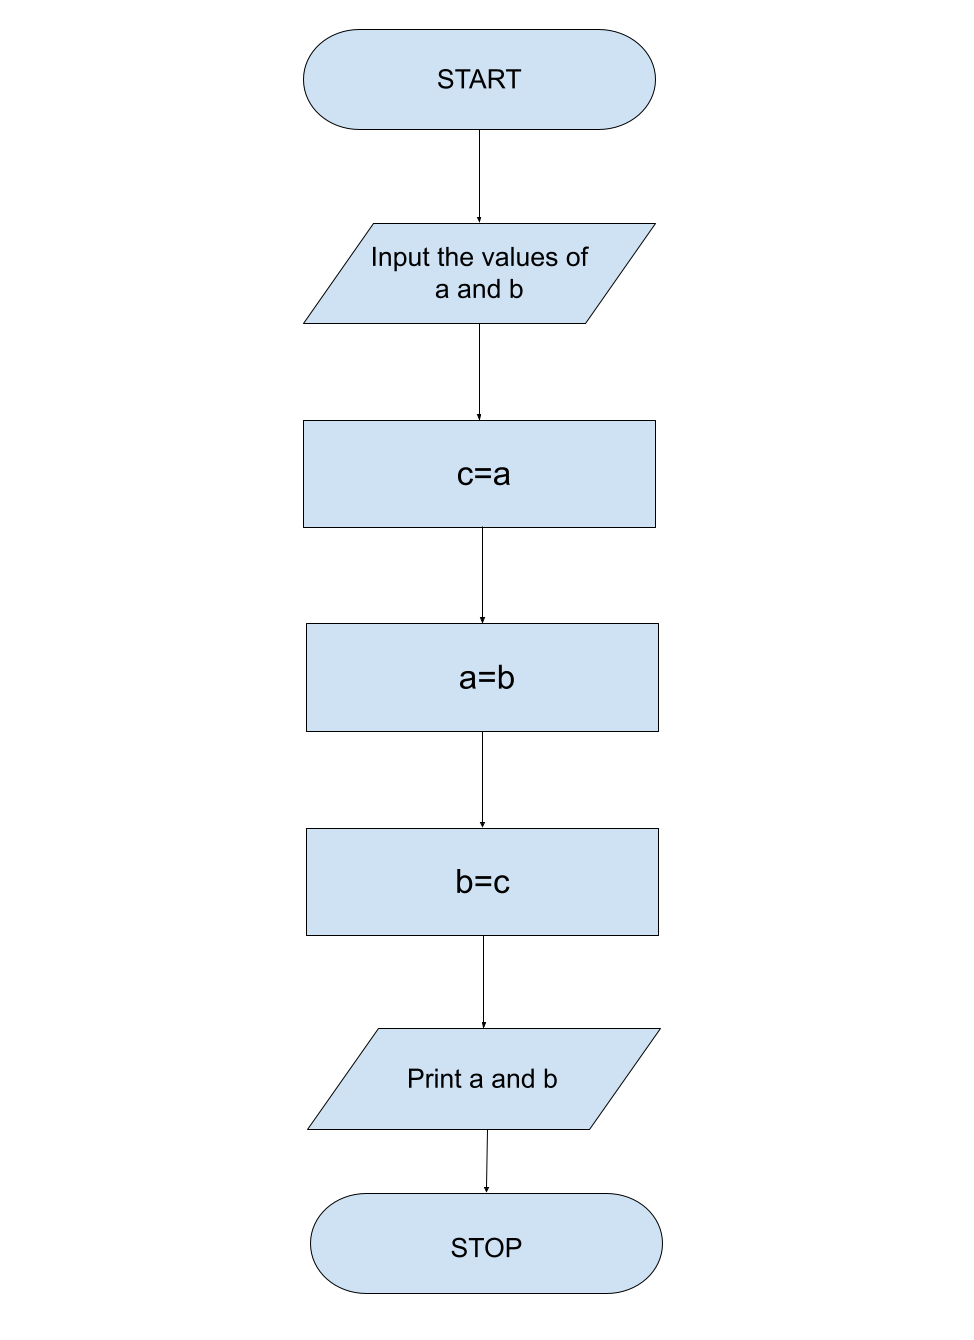 START
Input the values of
a and b
c=a
a=b
b=c
Print a and b
STOP